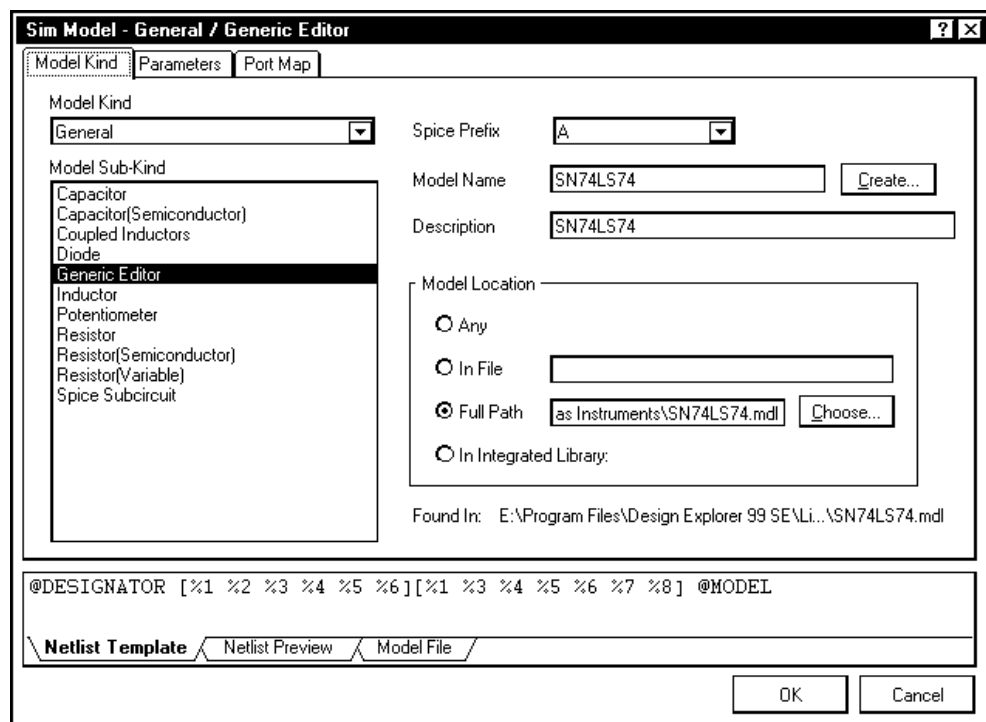 Sim Model - General / Generic Editor
Model Kind Parameters Port Map
Model Kind
General
Model Sub-Kind
Capacitor
Capacitor(Semiconductor)
Coupled Inductors
Diode
Generic Editor
Inductor
Potentiometer
Resistor
Resistor(Semiconductor)
Resistor(Variable)
Spice Subcircuit
Spice Prefix A
Model Name SN74LS74 Create...
Description SN74LS74
Model Location
Any
In File
Full Path as Instruments\SN74LS74.mdl Choose...
In Integrated Library:
Found In: E:\Program Files\Design Explorer 99 SE\Li...\SN74LS74.mdl
@DESIGNATOR [%1 %2 %3 %4 %5 %6][%1 %3 %4 %5 %6 %7 %8] @MODEL
Netlist Template Netlist Preview Model File
OK Cancel